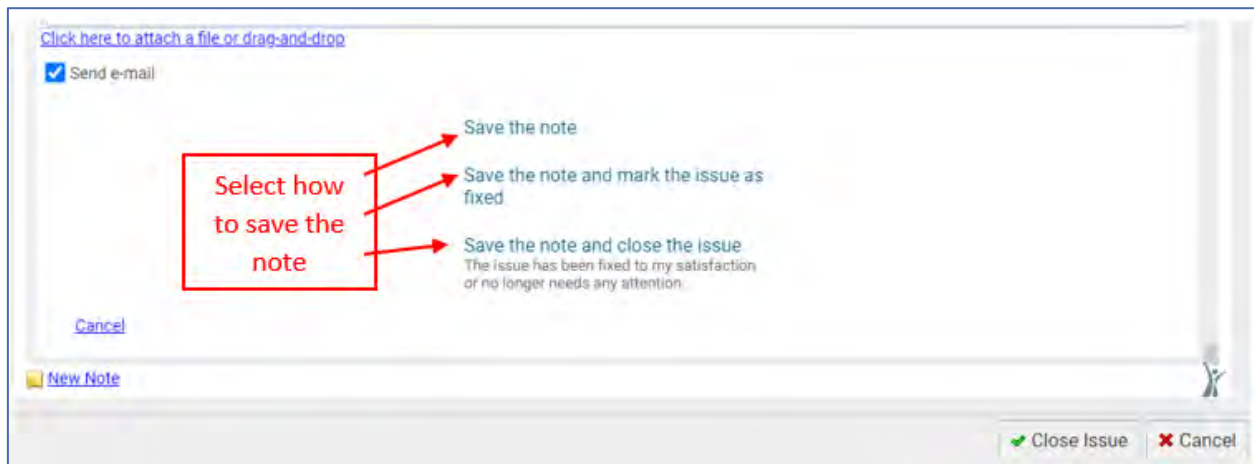 Click here to attach a file or drag-and-drop
Send e-mail
Save the note
Select how
to save the
note
Save the note and mark the issue as
fixed
Save the note and close the issue
The issue has been fixed to my satisfaction
or no longer needs any attention.
Cancel
New Note
Close Issue
Cancel